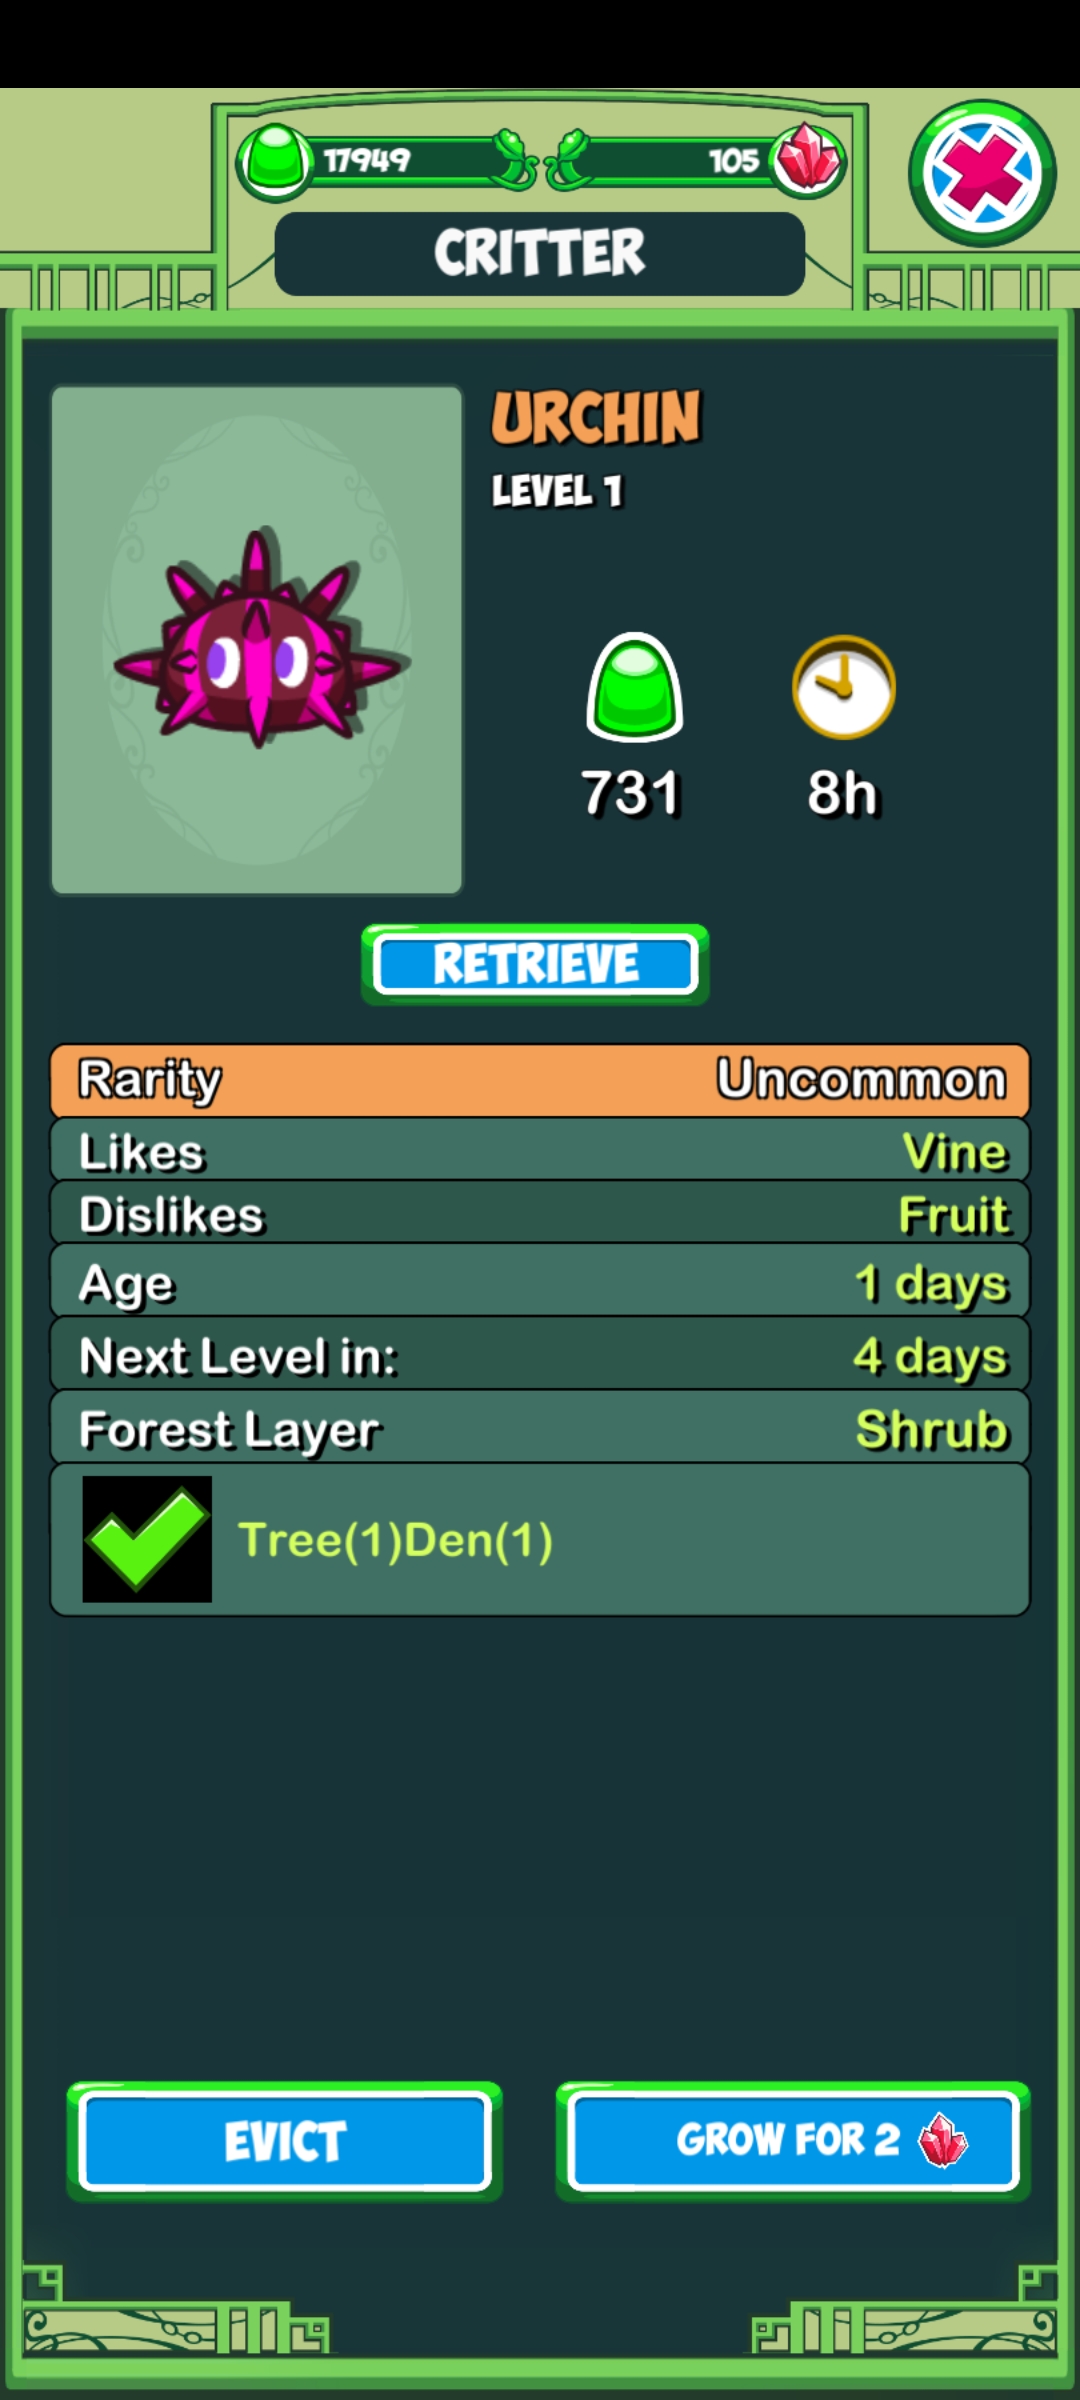 17949
105
CRITTER
URCHIN
LEVEL 1
731
8h
RETRIEVE
Rarity Uncommon
Likes Vine
Dislikes Fruit
Age 1 days
Next Level in: 4 days
Forest Layer Shrub
Tree(1)Den(1)
EVICT
GROW FOR 2